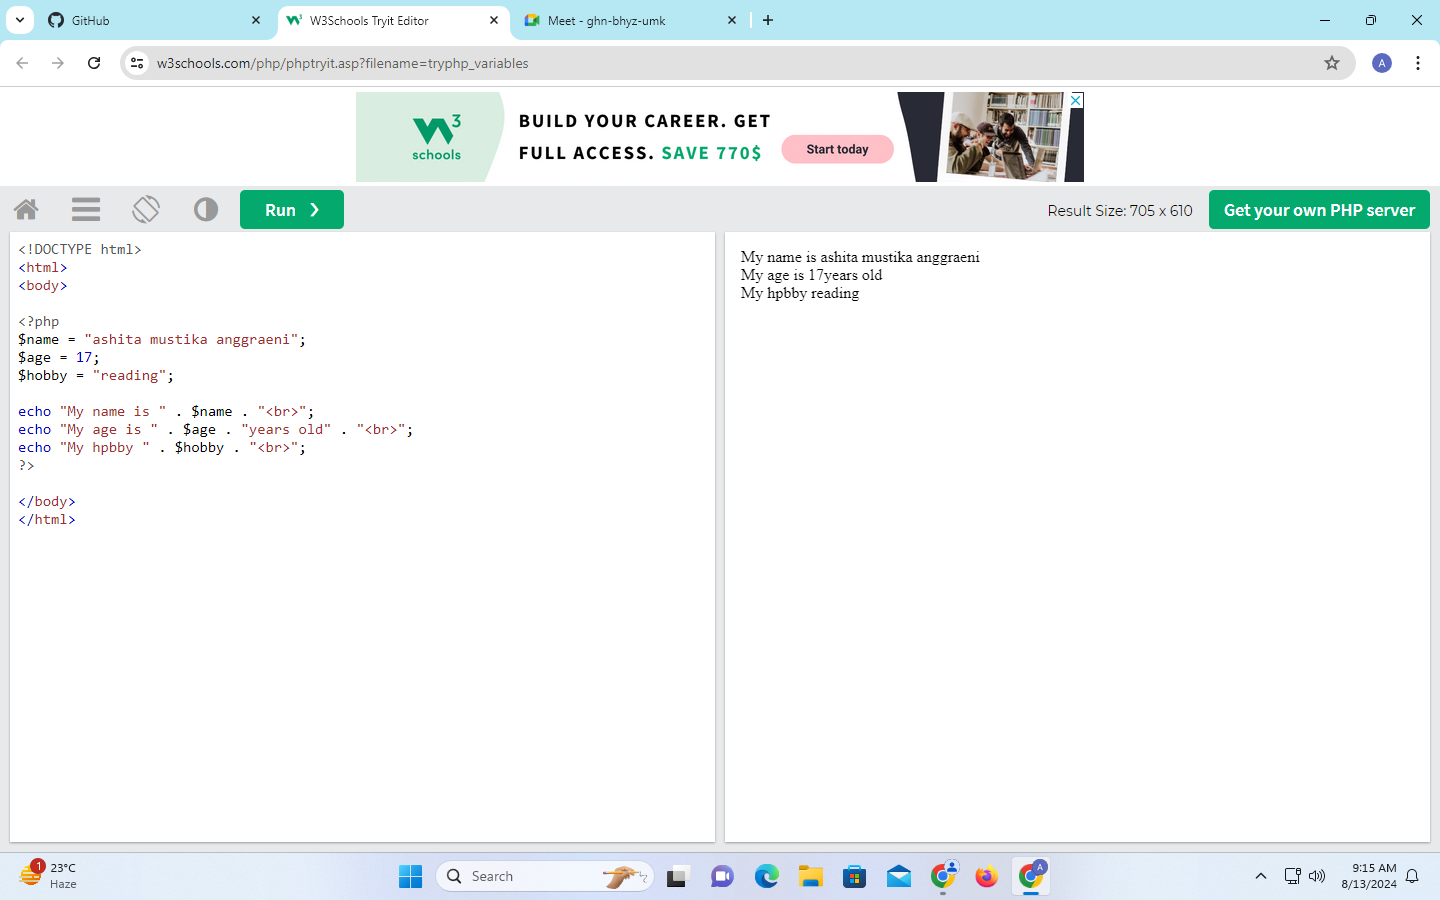 GitHub
W3Schools Tryit Editor
Meet - ghn-bhyz-umk
w3schools.com/php/phptryit.asp?filename=tryphp_variables
A
3
schools
BUILD YOUR CAREER. GET
FULL ACCESS. SAVE 770$
Start today
Run ❯
Result Size: 705 x 610
Get your own PHP server
<!DOCTYPE html>
<html>
<body>
<?php
$name = "ashita mustika anggraeni";
$age = 17;
$hobby = "reading";
echo "My name is " . $name . "<br>";
echo "My age is " . $age . "years old" . "<br>";
echo "My hpbby " . $hobby . "<br>";
?>
</body>
</html>
My name is ashita mustika anggraeni
My age is 17years old
My hpbby reading
1
23°C
Haze
Search
A
9:15 AM
8/13/2024